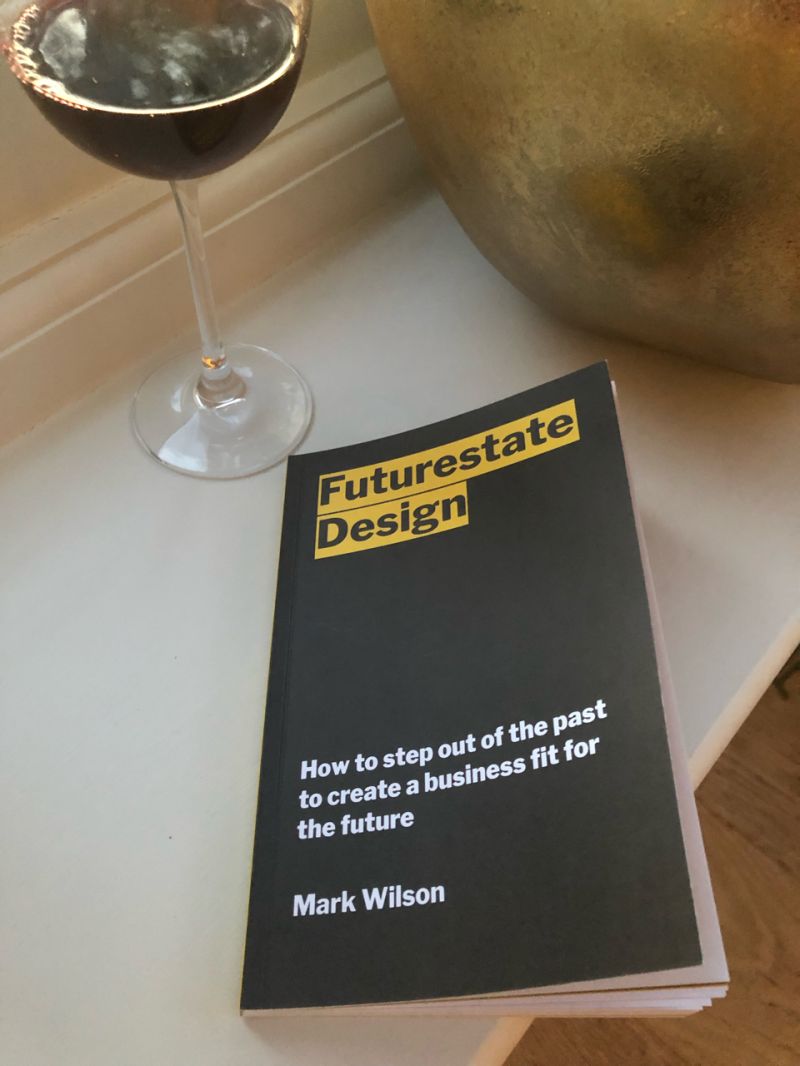 Futurestate
Design
How to step out of the past
to create a business fit for
the future
Mark Wilson